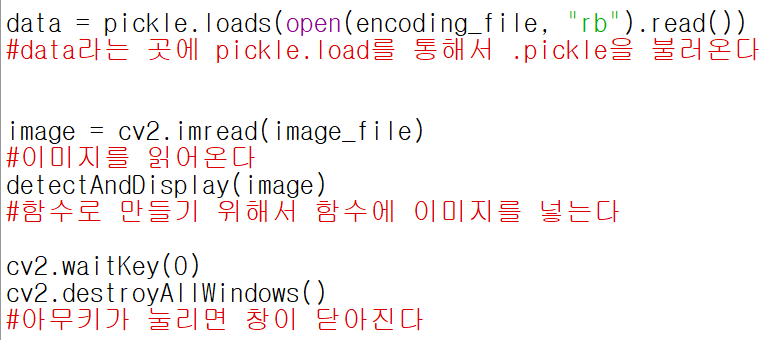 data = pickle.loads(open(encoding_file, "rb").read())
#data라는 곳에 pickle.load를 통해서 .pickle을 불러온다
image = cv2.imread(image_file)
#이미지를 읽어온다
detectAndDisplay(image)
#함수로 만들기 위해서 함수에 이미지를 넣는다
cv2.waitKey(0)
cv2.destroyAllWindows()
#아무키가 눌리면 창이 닫아진다